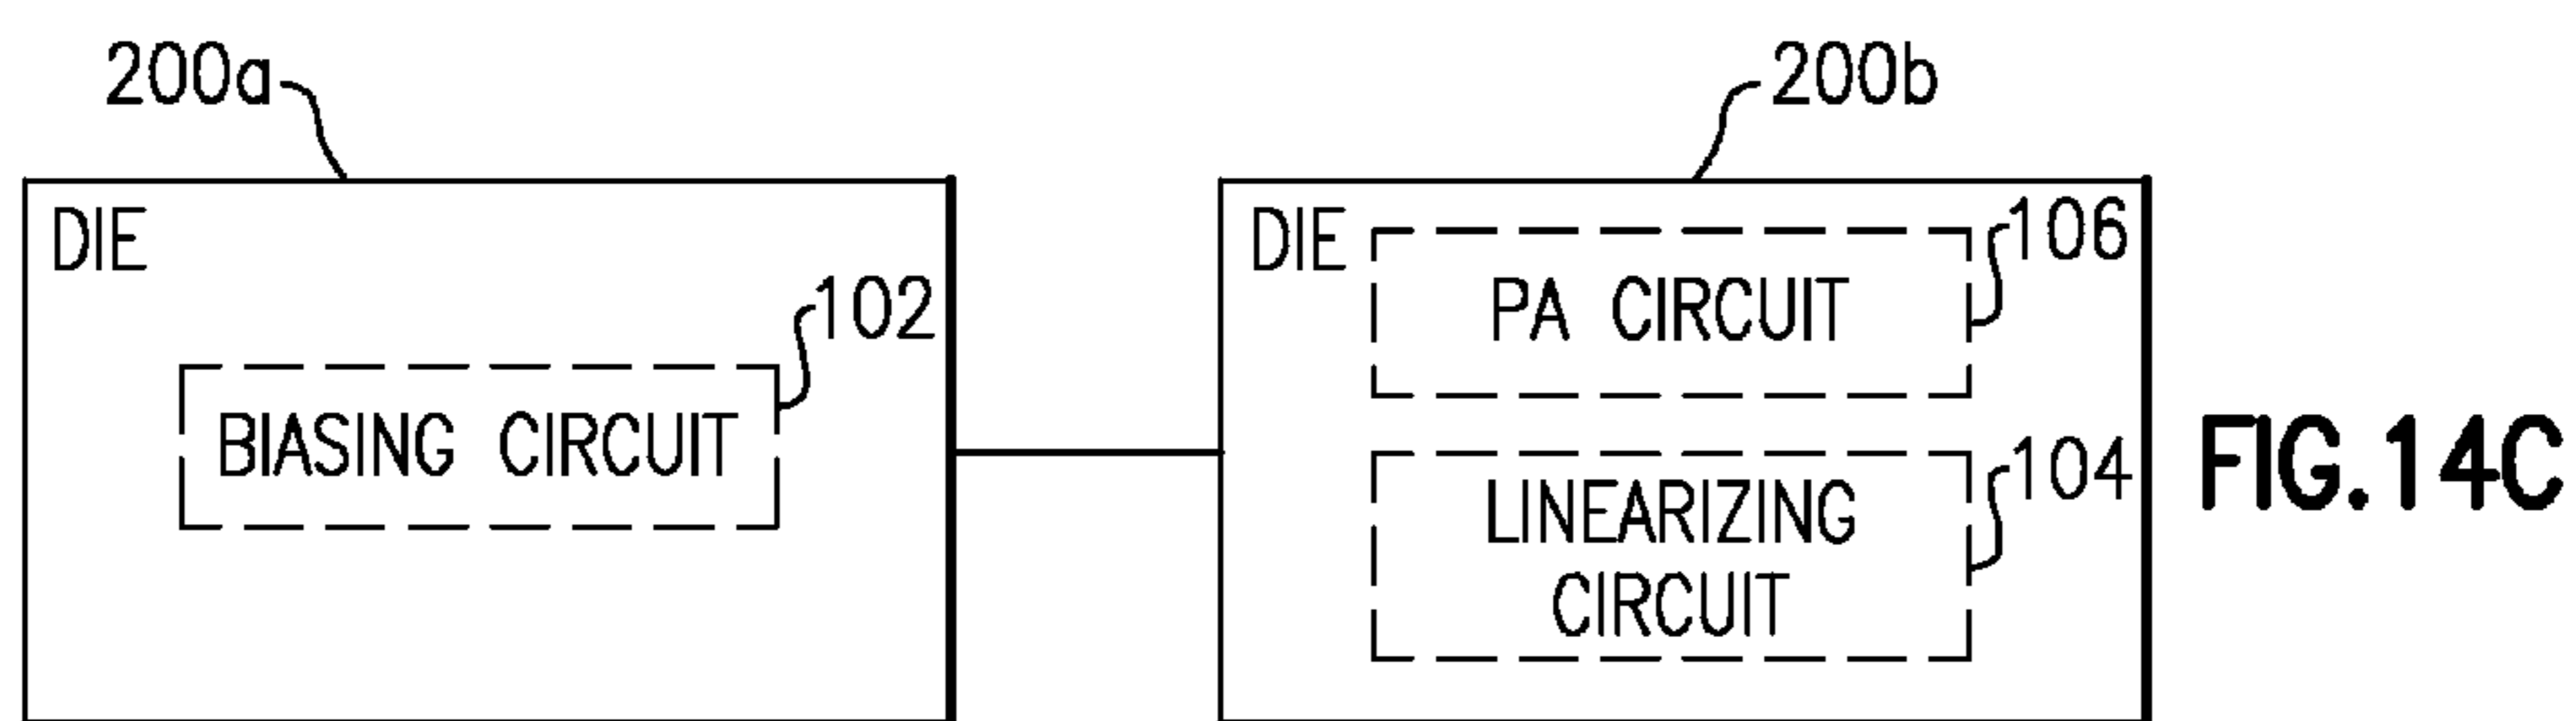 200a
200b
DIE
BIASING CIRCUIT
102
DIE
PA CIRCUIT
106
LINEARIZING
CIRCUIT
104
FIG.14C